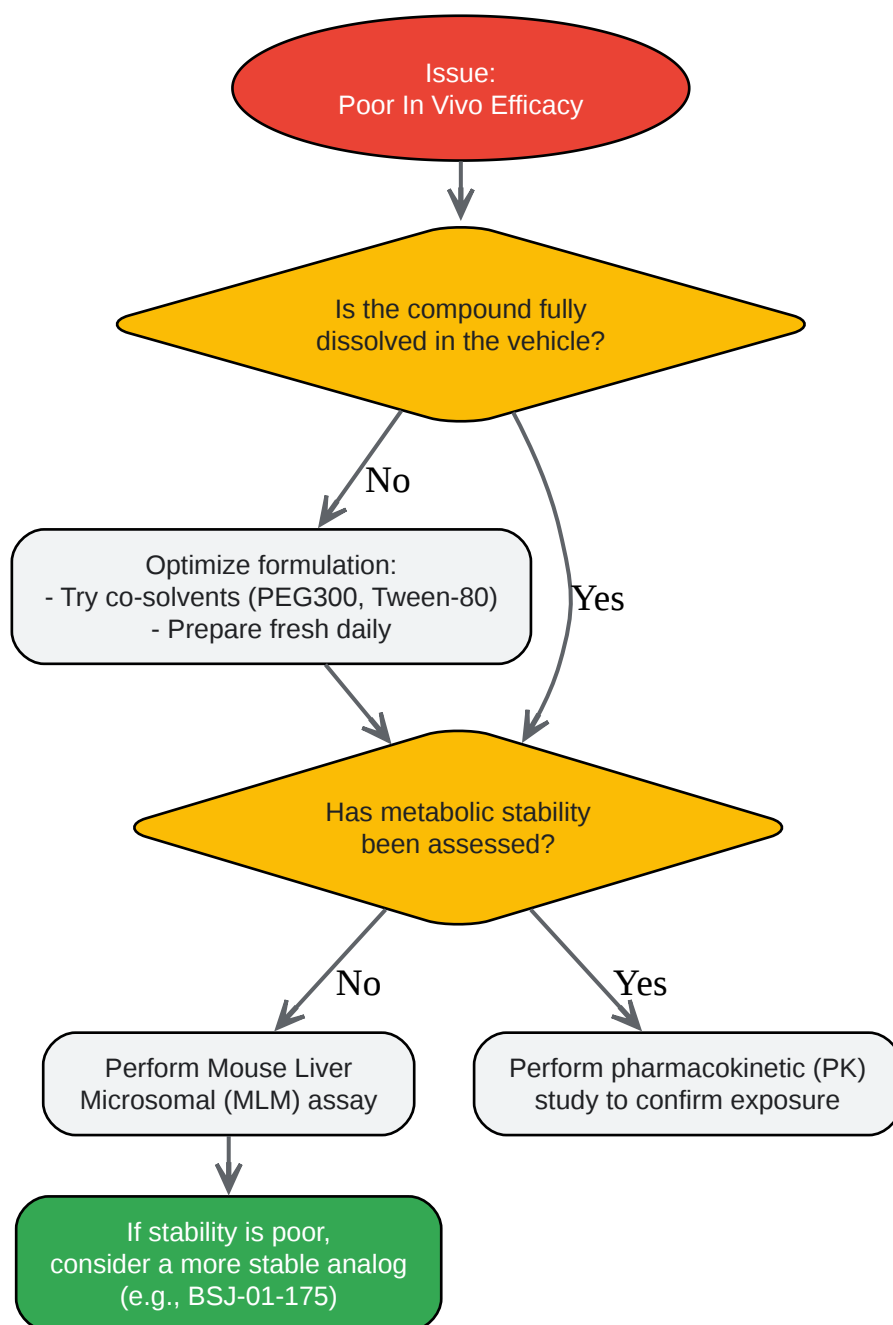 Issue:
Poor In Vivo Efficacy
Is the compound fully
dissolved in the vehicle?
No
Yes
Optimize formulation:
- Try co-solvents (PEG300, Tween-80)
- Prepare fresh daily
Has metabolic stability
been assessed?
No
Yes
Perform Mouse Liver
Microsomal (MLM) assay
Perform pharmacokinetic (PK)
study to confirm exposure
If stability is poor,
consider a more stable analog
(e.g., BSJ-01-175)